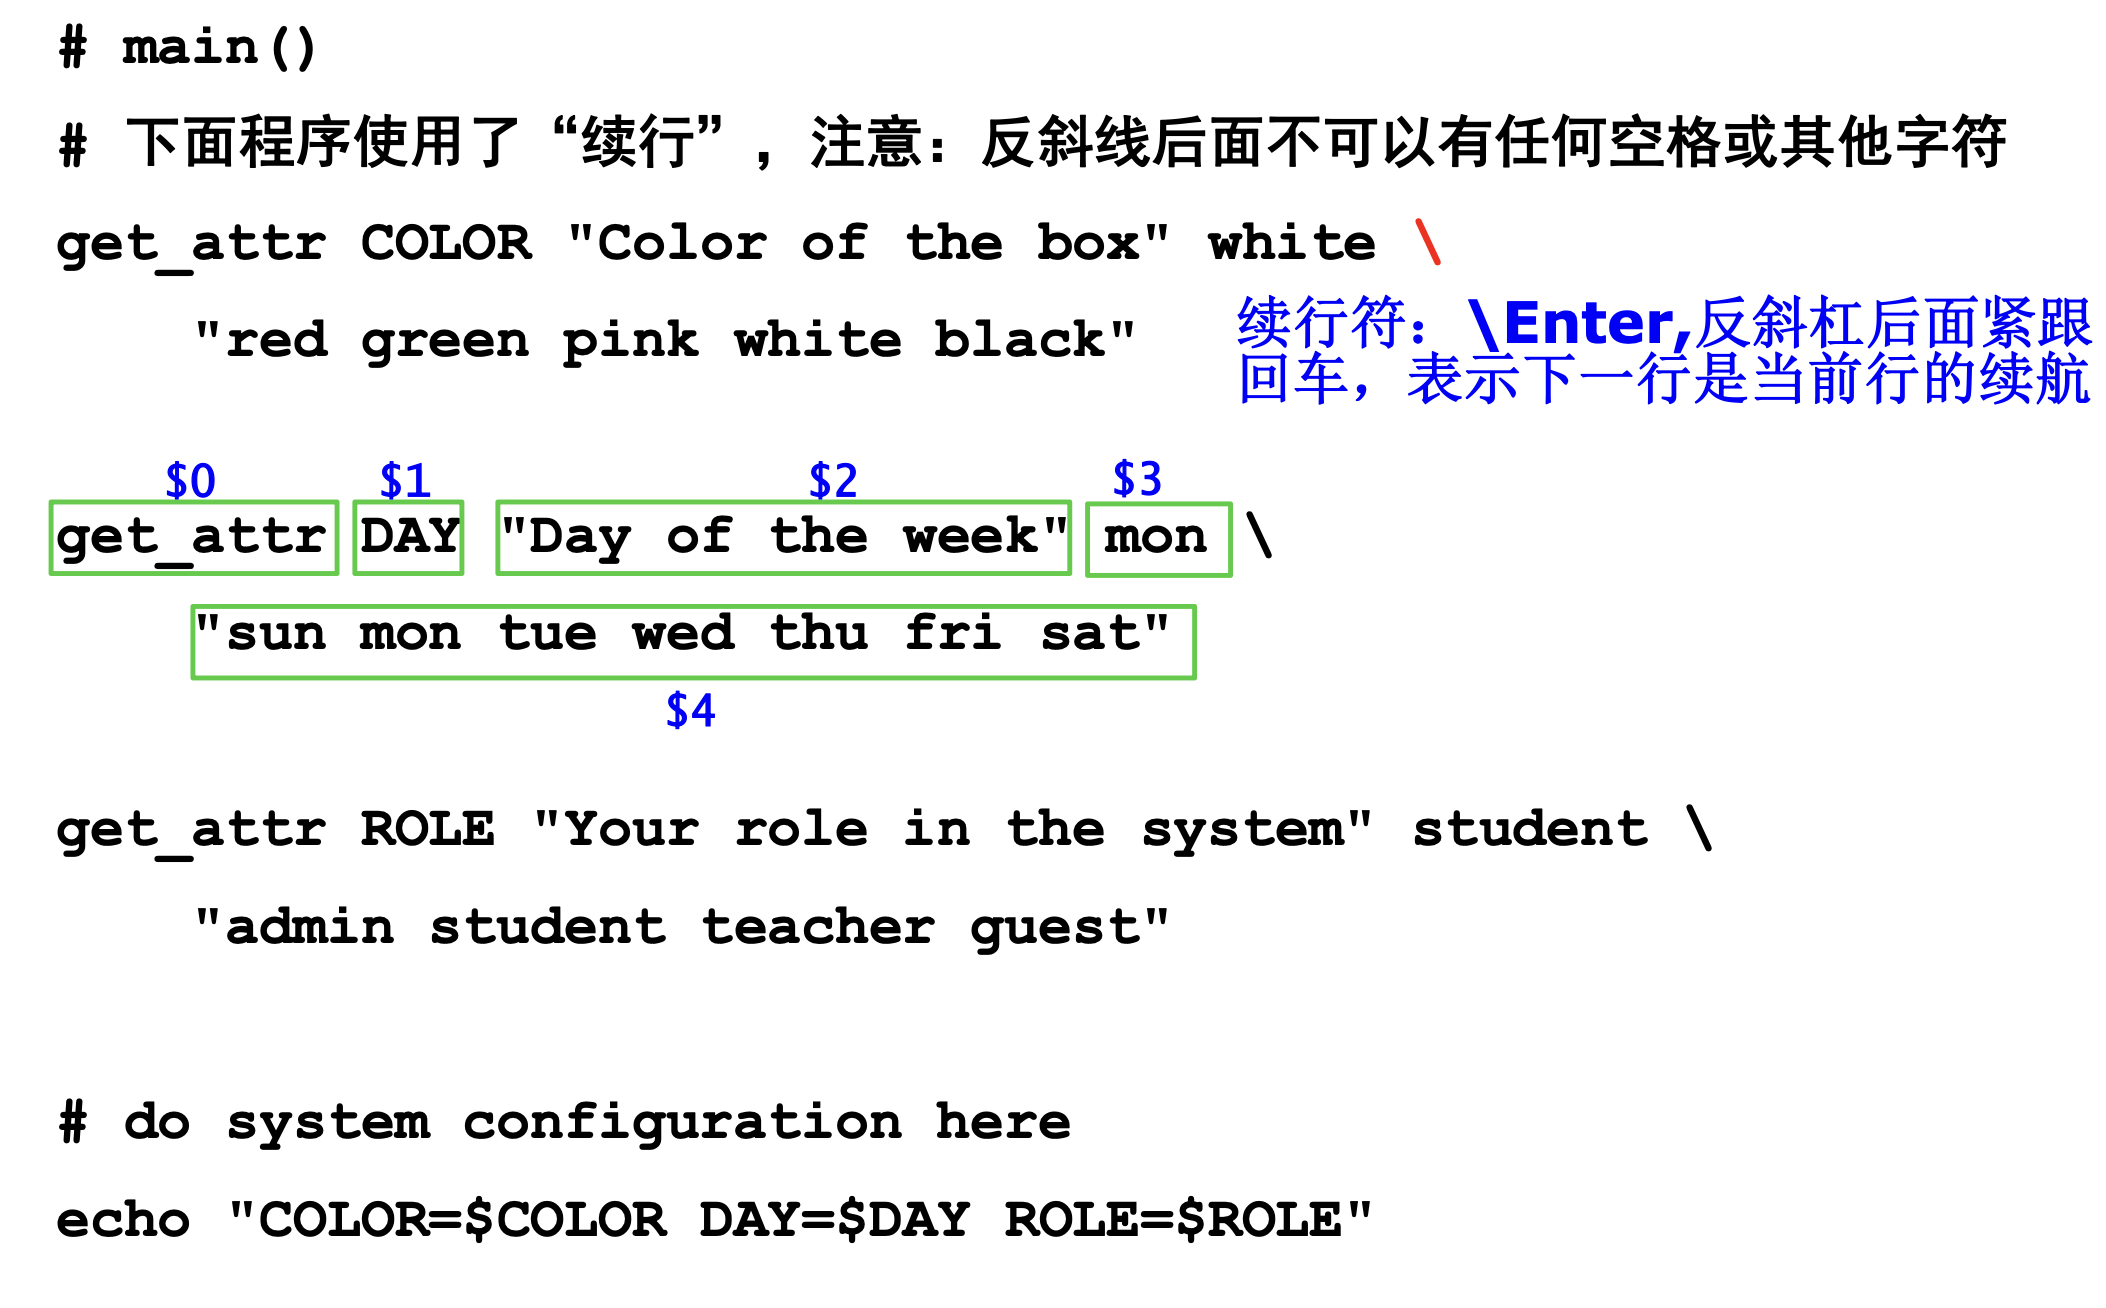 # main()
# 下面程序使用了“续行”，注意：反斜线后面不可以有任何空格或其他字符
get_attr COLOR "Color of the box" white \
"red green pink white black"
续行符：\Enter,反斜杠后面紧跟
回车，表示下一行是当前行的续航
$0 $1 $2 $3
get_attr DAY "Day of the week" mon \
"sun mon tue wed thu fri sat"
$4
get_attr ROLE "Your role in the system" student \
"admin student teacher guest"
# do system configuration here
echo "COLOR=$COLOR DAY=$DAY ROLE=$ROLE"